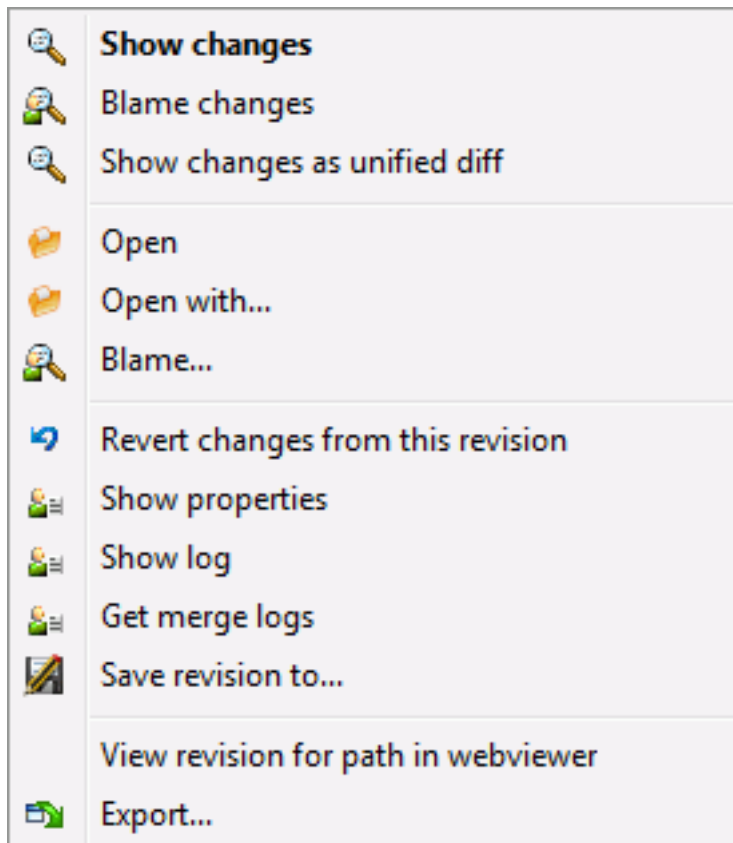 Show changes
Blame changes
Show changes as unified diff
Open
Open with...
Blame...
Revert changes from this revision
Show properties
Show log
Get merge logs
Save revision to...
View revision for path in webviewer
Export...